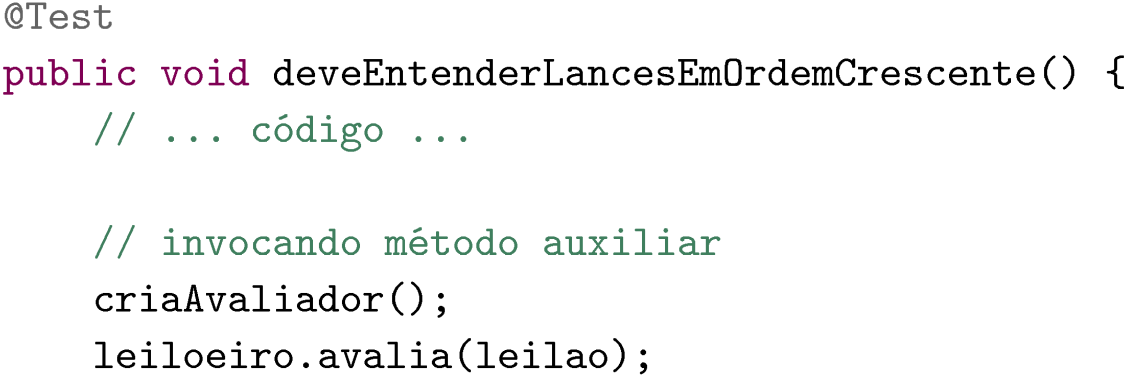 @Test
public void deveEntenderLancesEmOrdemCrescente() {
// ... código ...
// invocando método auxiliar
criaAvaliador();
leiloeiro.avalia(leilao);